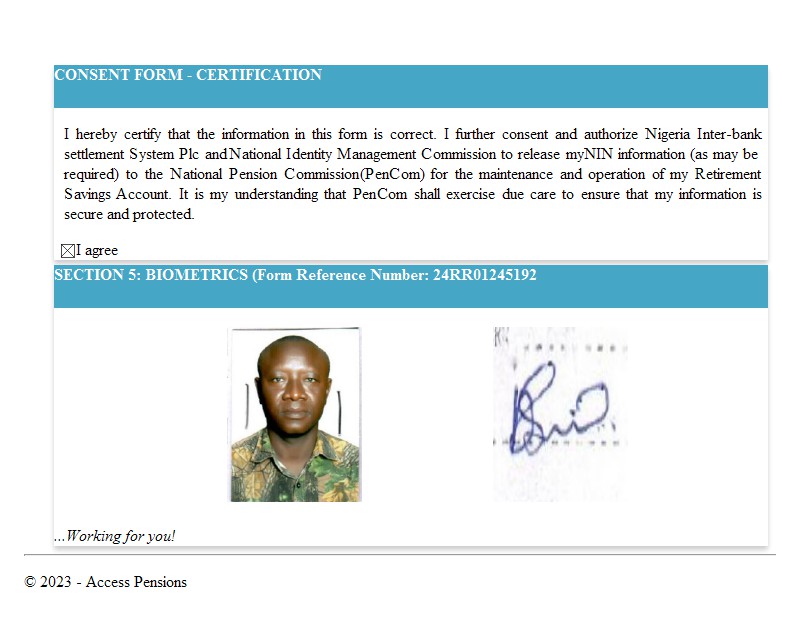 CONSENT FORM - CERTIFICATION
I hereby certify that the information in this form is correct. I further consent and authorize Nigeria Inter-bank
settlement System Plc and National Identity Management Commission to release myNIN information (as may be
required) to the National Pension Commission(PenCom) for the maintenance and operation of my Retirement
Savings Account. It is my understanding that PenCom shall exercise due care to ensure that my information is
secure and protected.
☒I agree
SECTION 5: BIOMETRICS (Form Reference Number: 24RR01245192
...Working for you!
© 2023 - Access Pensions